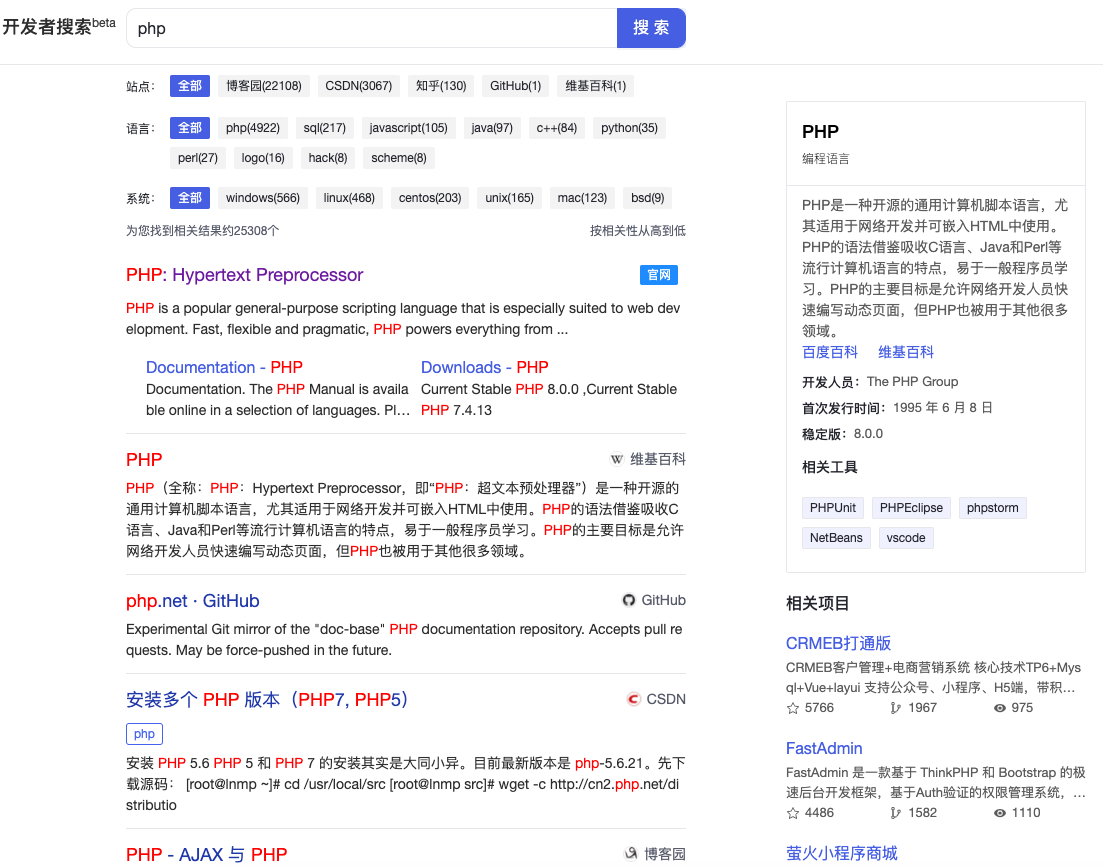 开发者搜索beta
php
搜 索
站点： 全部 博客园(22108) CSDN(3067) 知乎(130) GitHub(1) 维基百科(1)
语言： 全部 php(4922) sql(217) javascript(105) java(97) c++(84) python(35)
perl(27) logo(16) hack(8) scheme(8)
系统： 全部 windows(566) linux(468) centos(203) unix(165) mac(123) bsd(9)
为您找到相关结果约25308个 按相关性从高到低
PHP: Hypertext Preprocessor 官网
PHP is a popular general-purpose scripting language that is especially suited to web dev
elopment. Fast, flexible and pragmatic, PHP powers everything from ...
Documentation - PHP
Documentation. The PHP Manual is availa
ble online in a selection of languages. Pl...
Downloads - PHP
Current Stable PHP 8.0.0 ,Current Stable
PHP 7.4.13
PHP W 维基百科
PHP（全称：PHP：Hypertext Preprocessor，即“PHP：超文本预处理器”）是一种开源的
通用计算机脚本语言，尤其适用于网络开发并可嵌入HTML中使用。PHP的语法借鉴吸收C
语言、Java和Perl等流行计算机语言的特点，易于一般程序员学习。PHP的主要目标是允许
网络开发人员快速编写动态页面，但PHP也被用于其他很多领域。
php.net · GitHub GitHub
Experimental Git mirror of the "doc-base" PHP documentation repository. Accepts pull re
quests. May be force-pushed in the future.
安装多个 PHP 版本（PHP7, PHP5） CSDN
php
安装 PHP 5.6 PHP 5 和 PHP 7 的安装其实是大同小异。目前最新版本是 php-5.6.21。先下
载源码： [root@lnmp ~]# cd /usr/local/src [root@lnmp src]# wget -c http://cn2.php.net/di
stributio
PHP - AJAX 与 PHP 博客园
PHP
编程语言
PHP是一种开源的通用计算机脚本语言，尤
其适用于网络开发并可嵌入HTML中使用。
PHP的语法借鉴吸收C语言、Java和Perl等
流行计算机语言的特点，易于一般程序员学
习。PHP的主要目标是允许网络开发人员快
速编写动态页面，但PHP也被用于其他很多
领域。
百度百科 维基百科
开发人员：The PHP Group
首次发行时间：1995 年 6 月 8 日
稳定版：8.0.0
相关工具
PHPUnit PHPEclipse phpstorm
NetBeans vscode
相关项目
CRMEB打通版
CRMEB客户管理+电商营销系统 核心技术TP6+Mys
ql+Vue+layui 支持公众号、小程序、H5端，带积...
5766 1967 975
FastAdmin
FastAdmin 是一款基于 ThinkPHP 和 Bootstrap 的极
速后台开发框架，基于Auth验证的权限管理系统，...
4486 1582 1110
萤火小程序商城